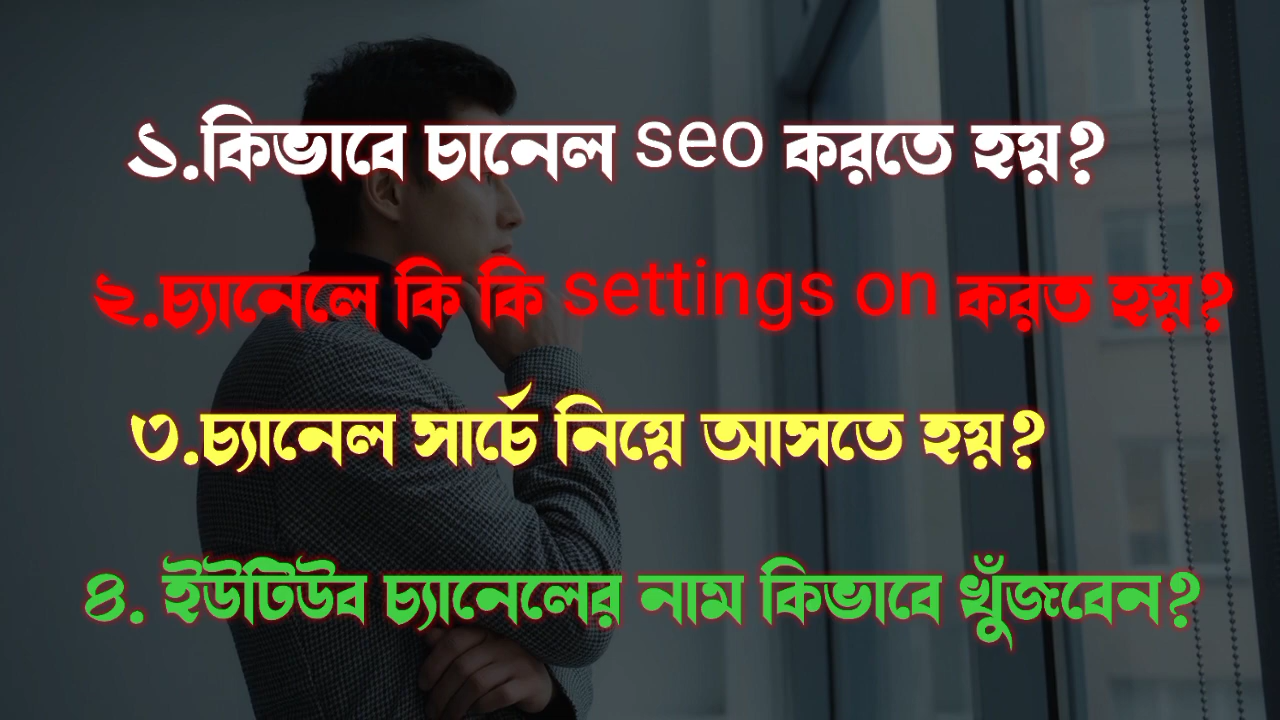 ১.কিভাবে চানেল seo করতে হয়?
২.চ্যানেলে কি কি settings on করত হয়?
৩.চ্যানেল সার্চে নিয়ে আসতে হয়?
৪. ইউটিউব চ্যানেলের নাম কিভাবে খুঁজবেন?